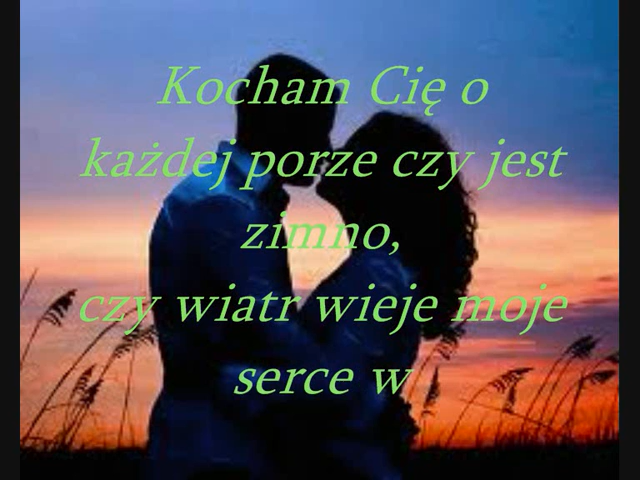 Kocham Cię o
każdej porze czy jest
zimno,
czy wiatr wieje moje
serce w